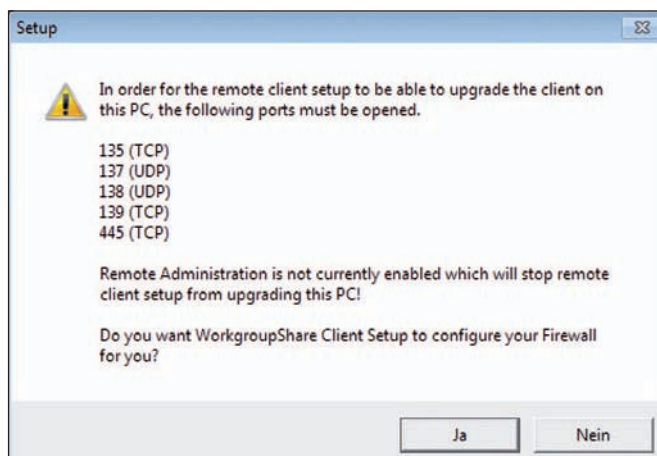 Setup
In order for the remote client setup to be able to upgrade the client on
this PC, the following ports must be opened.
135 (TCP)
137 (UDP)
138 (UDP)
139 (TCP)
445 (TCP)
Remote Administration is not currently enabled which will stop remote
client setup from upgrading this PC!
Do you want WorkgroupShare Client Setup to configure your Firewall
for you?
Ja
Nein